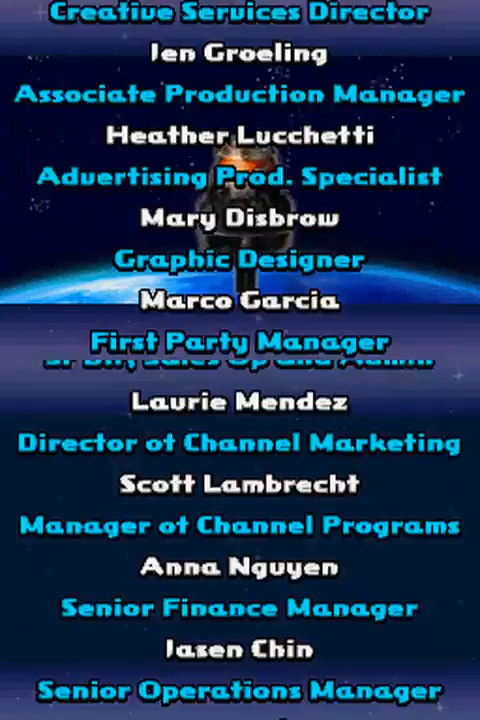 Creative Services Director
Jen Groeling
Associate Production Manager
Heather Lucchetti
Advertising Prod. Specialist
Mary Disbrow
Graphic Designer
Marco Garcia
First Party Manager
Laurie Mendez
Director of Channel Marketing
Scott Lambrecht
Manager of Channel Programs
Anna Nguyen
Senior Finance Manager
Jasen Chin
Senior Operations Manager